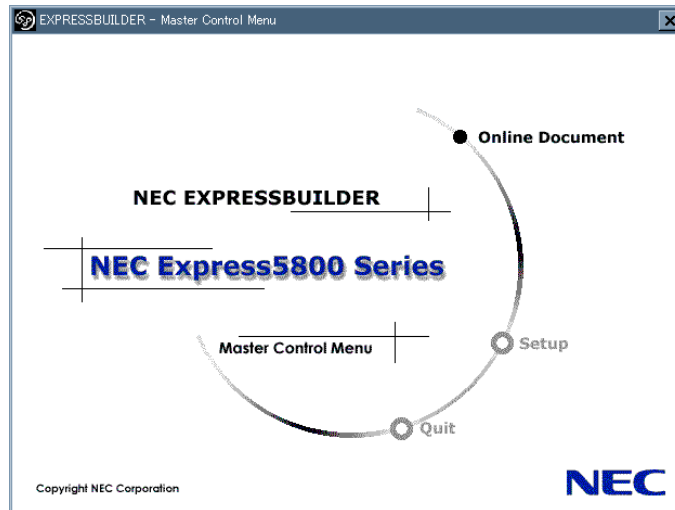 EXPRESSBUILDER - Master Control Menu
Online Document
NEC EXPRESSBUILDER
NEC Express5800 Series
Setup
Master Control Menu
Quit
Copyright NEC Corporation
NEC